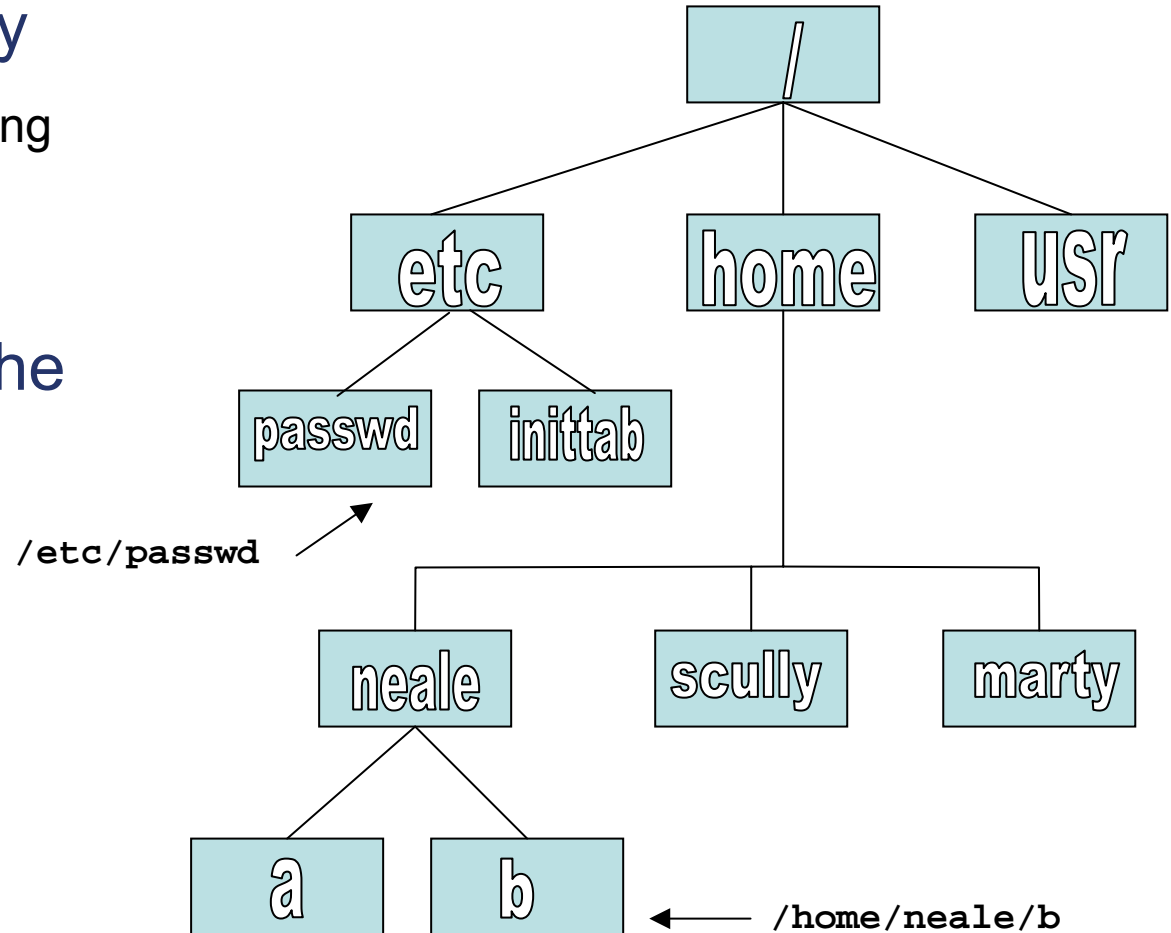 y
ng
he
/
etc
home
usr
passwd
inittab
/etc/passwd
neale
scully
marty
a
b
/home/neale/b